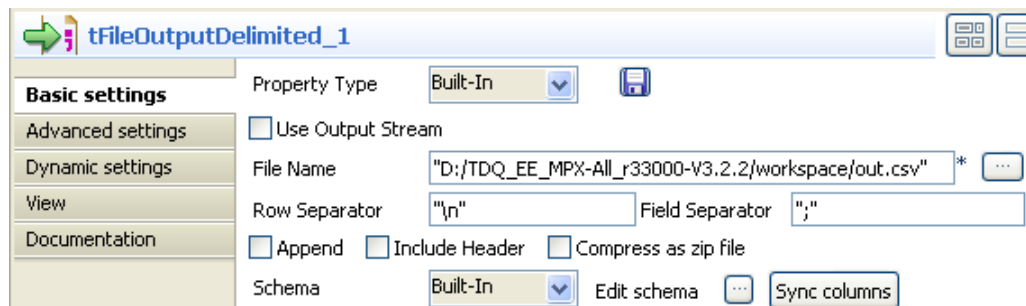 tFileOutputDelimited_1
Basic settings
Advanced settings
Dynamic settings
View
Documentation
Property Type Built-In
Use Output Stream
File Name "D:/TDQ_EE_MPX-All_r33000-V3.2.2/workspace/out.csv" * ...
Row Separator "\n" Field Separator ";"
Append Include Header Compress as zip file
Schema Built-In Edit schema ... Sync columns